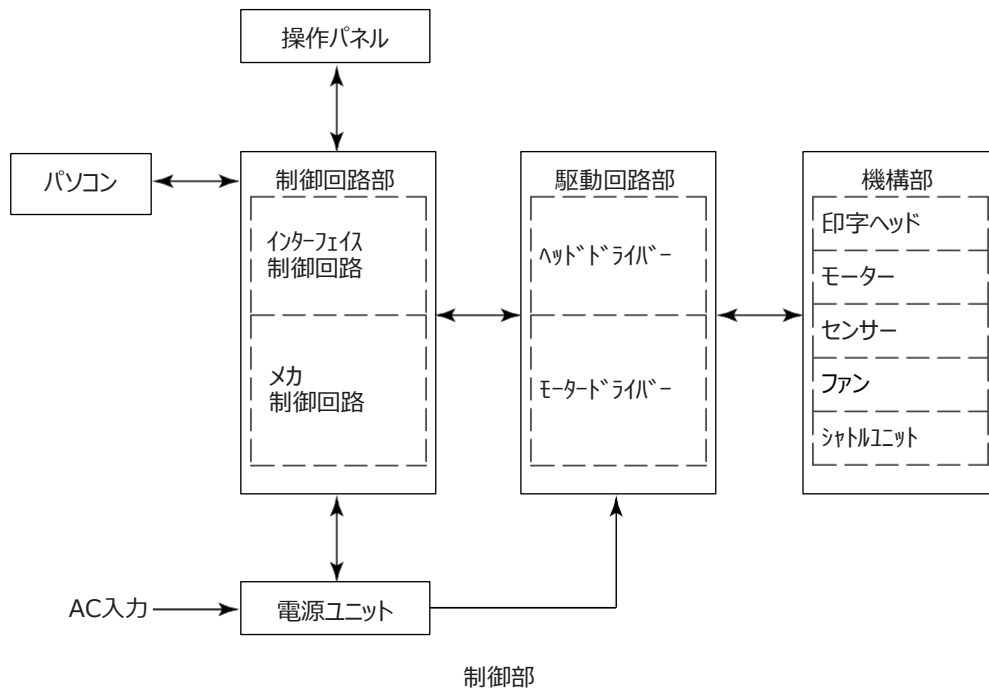 操作パネル
パソコン
制御回路部
ｲﾝﾀｰﾌｪｲｽ
制御回路
メカ
制御回路
駆動回路部
ﾍｯﾄﾞﾄﾞﾗｲﾊﾞｰ
ﾓｰﾀｰﾄﾞﾗｲﾊﾞｰ
機構部
印字ヘッド
モーター
センサー
ファン
ｼｬﾄﾙﾕﾆｯﾄ
AC入力
電源ユニット
制御部